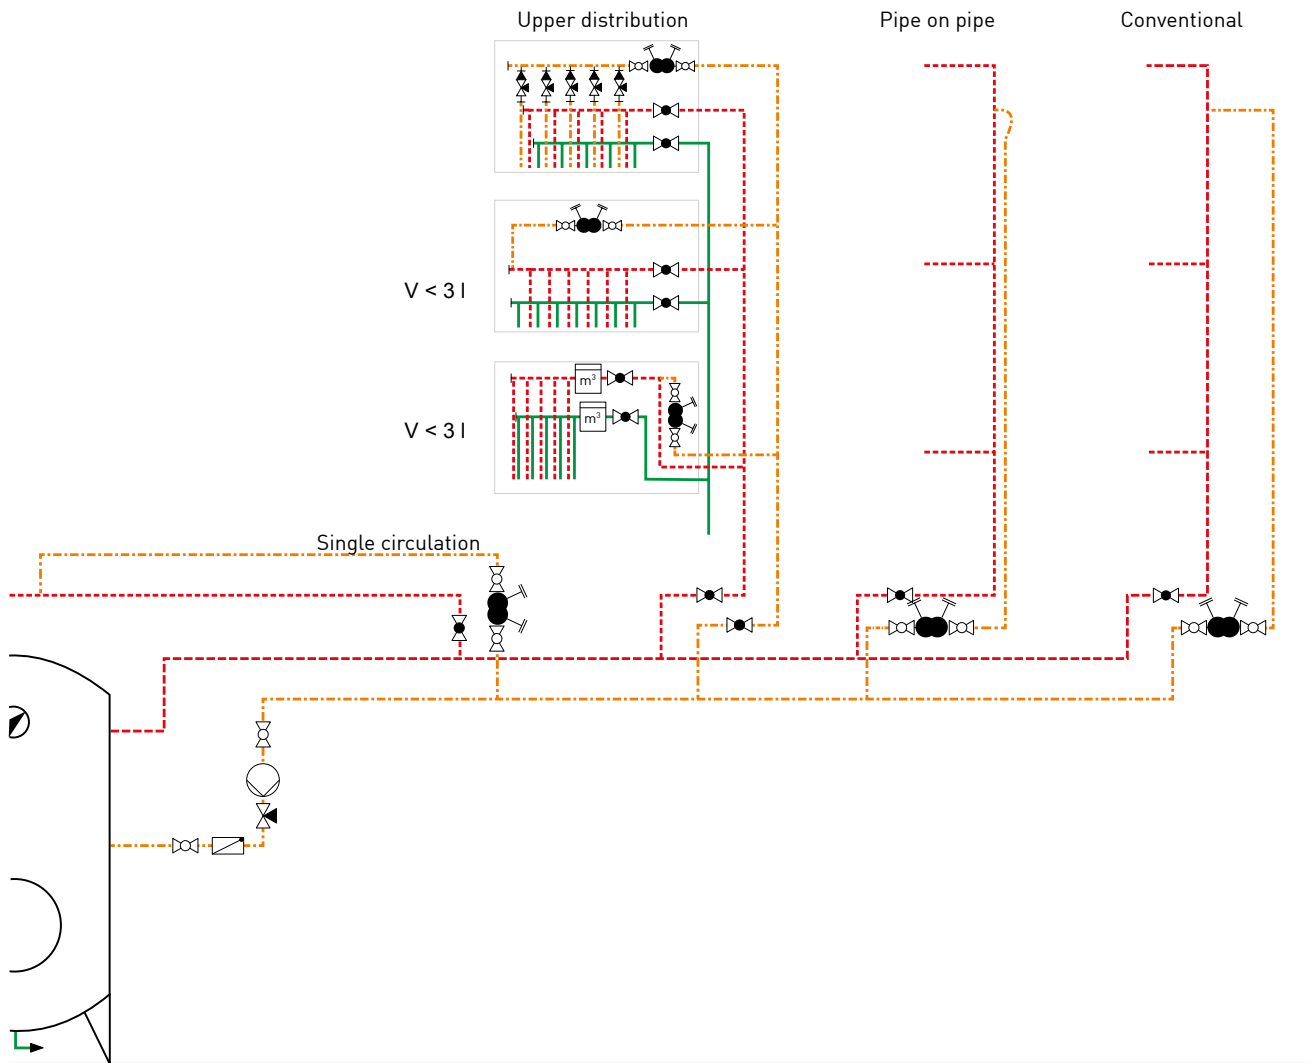 Upper distribution
Pipe on pipe
Conventional
V < 3 l
m³
m³
V < 3 l
Single circulation